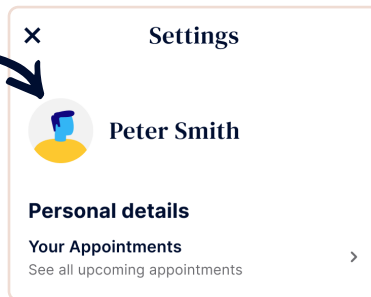 Settings
Peter Smith
Personal details
Your Appointments
See all upcoming appointments